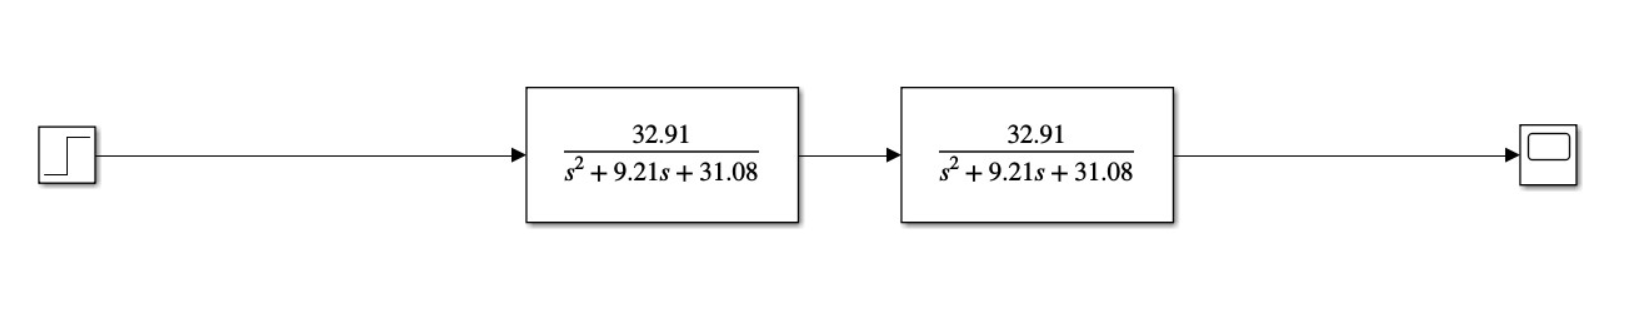 32.91
s² + 9.21s + 31.08
32.91
s² + 9.21s + 31.08